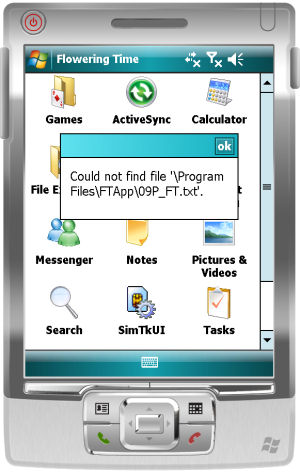 Flowering Time
Games
ActiveSync
Calculator
ok
Could not find file '\Program
Files\FTApp\09P_FT.txt'.
File E
t
Messenger
Notes
Pictures &
Videos
Search
SimTkUI
Tasks